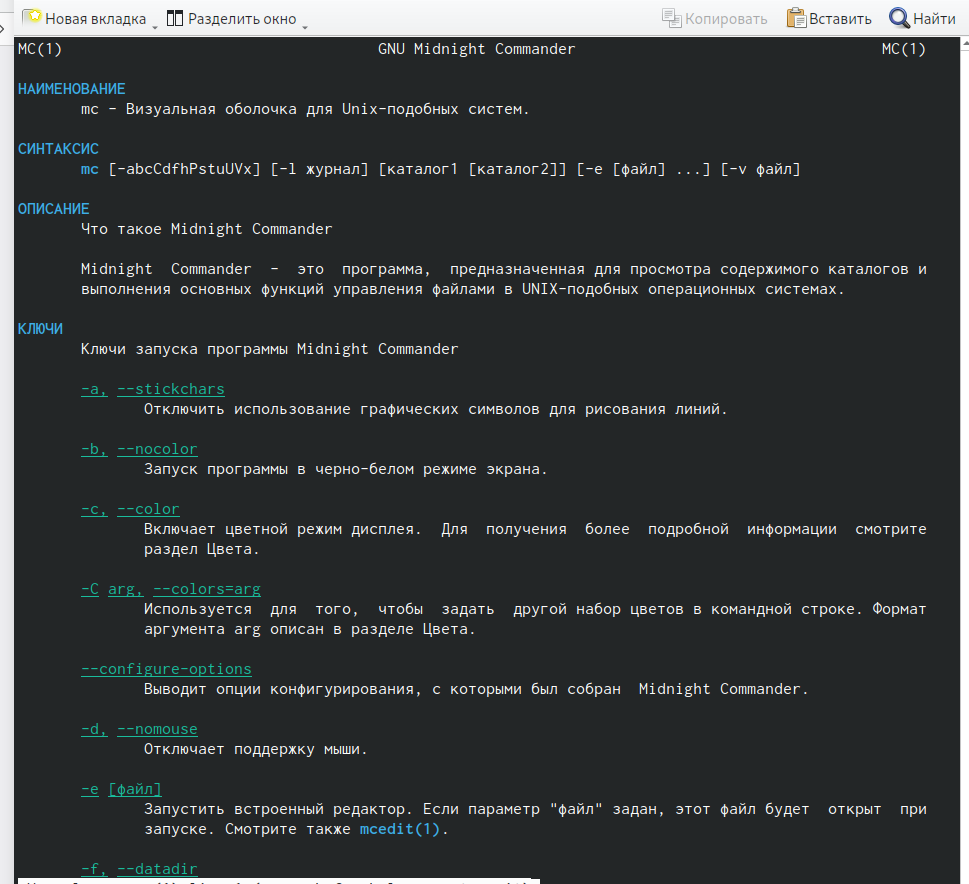 Новая вкладка Разделить окно Копировать Вставить Найти
MC(1) GNU Midnight Commander MC(1)
НАИМЕНОВАНИЕ
mc - Визуальная оболочка для Unix-подобных систем.
СИНТАКСИС
mc [-abcCdfhPstuUVx] [-l журнал] [каталог1 [каталог2]] [-e [файл] ...] [-v файл]
ОПИСАНИЕ
Что такое Midnight Commander
Midnight Commander - это программа, предназначенная для просмотра содержимого каталогов и
выполнения основных функций управления файлами в UNIX-подобных операционных системах.
КЛЮЧИ
Ключи запуска программы Midnight Commander
-a, --stickchars
Отключить использование графических символов для рисования линий.
-b, --nocolor
Запуск программы в черно-белом режиме экрана.
-c, --color
Включает цветной режим дисплея. Для получения более подробной информации смотрите
раздел Цвета.
-C arg, --colors=arg
Используется для того, чтобы задать другой набор цветов в командной строке. Формат
аргумента arg описан в разделе Цвета.
--configure-options
Выводит опции конфигурирования, с которыми был собран Midnight Commander.
-d, --nomouse
Отключает поддержку мыши.
-e [файл]
Запустить встроенный редактор. Если параметр "файл" задан, этот файл будет открыт при
запуске. Смотрите также mcedit(1).
-f, --datadir